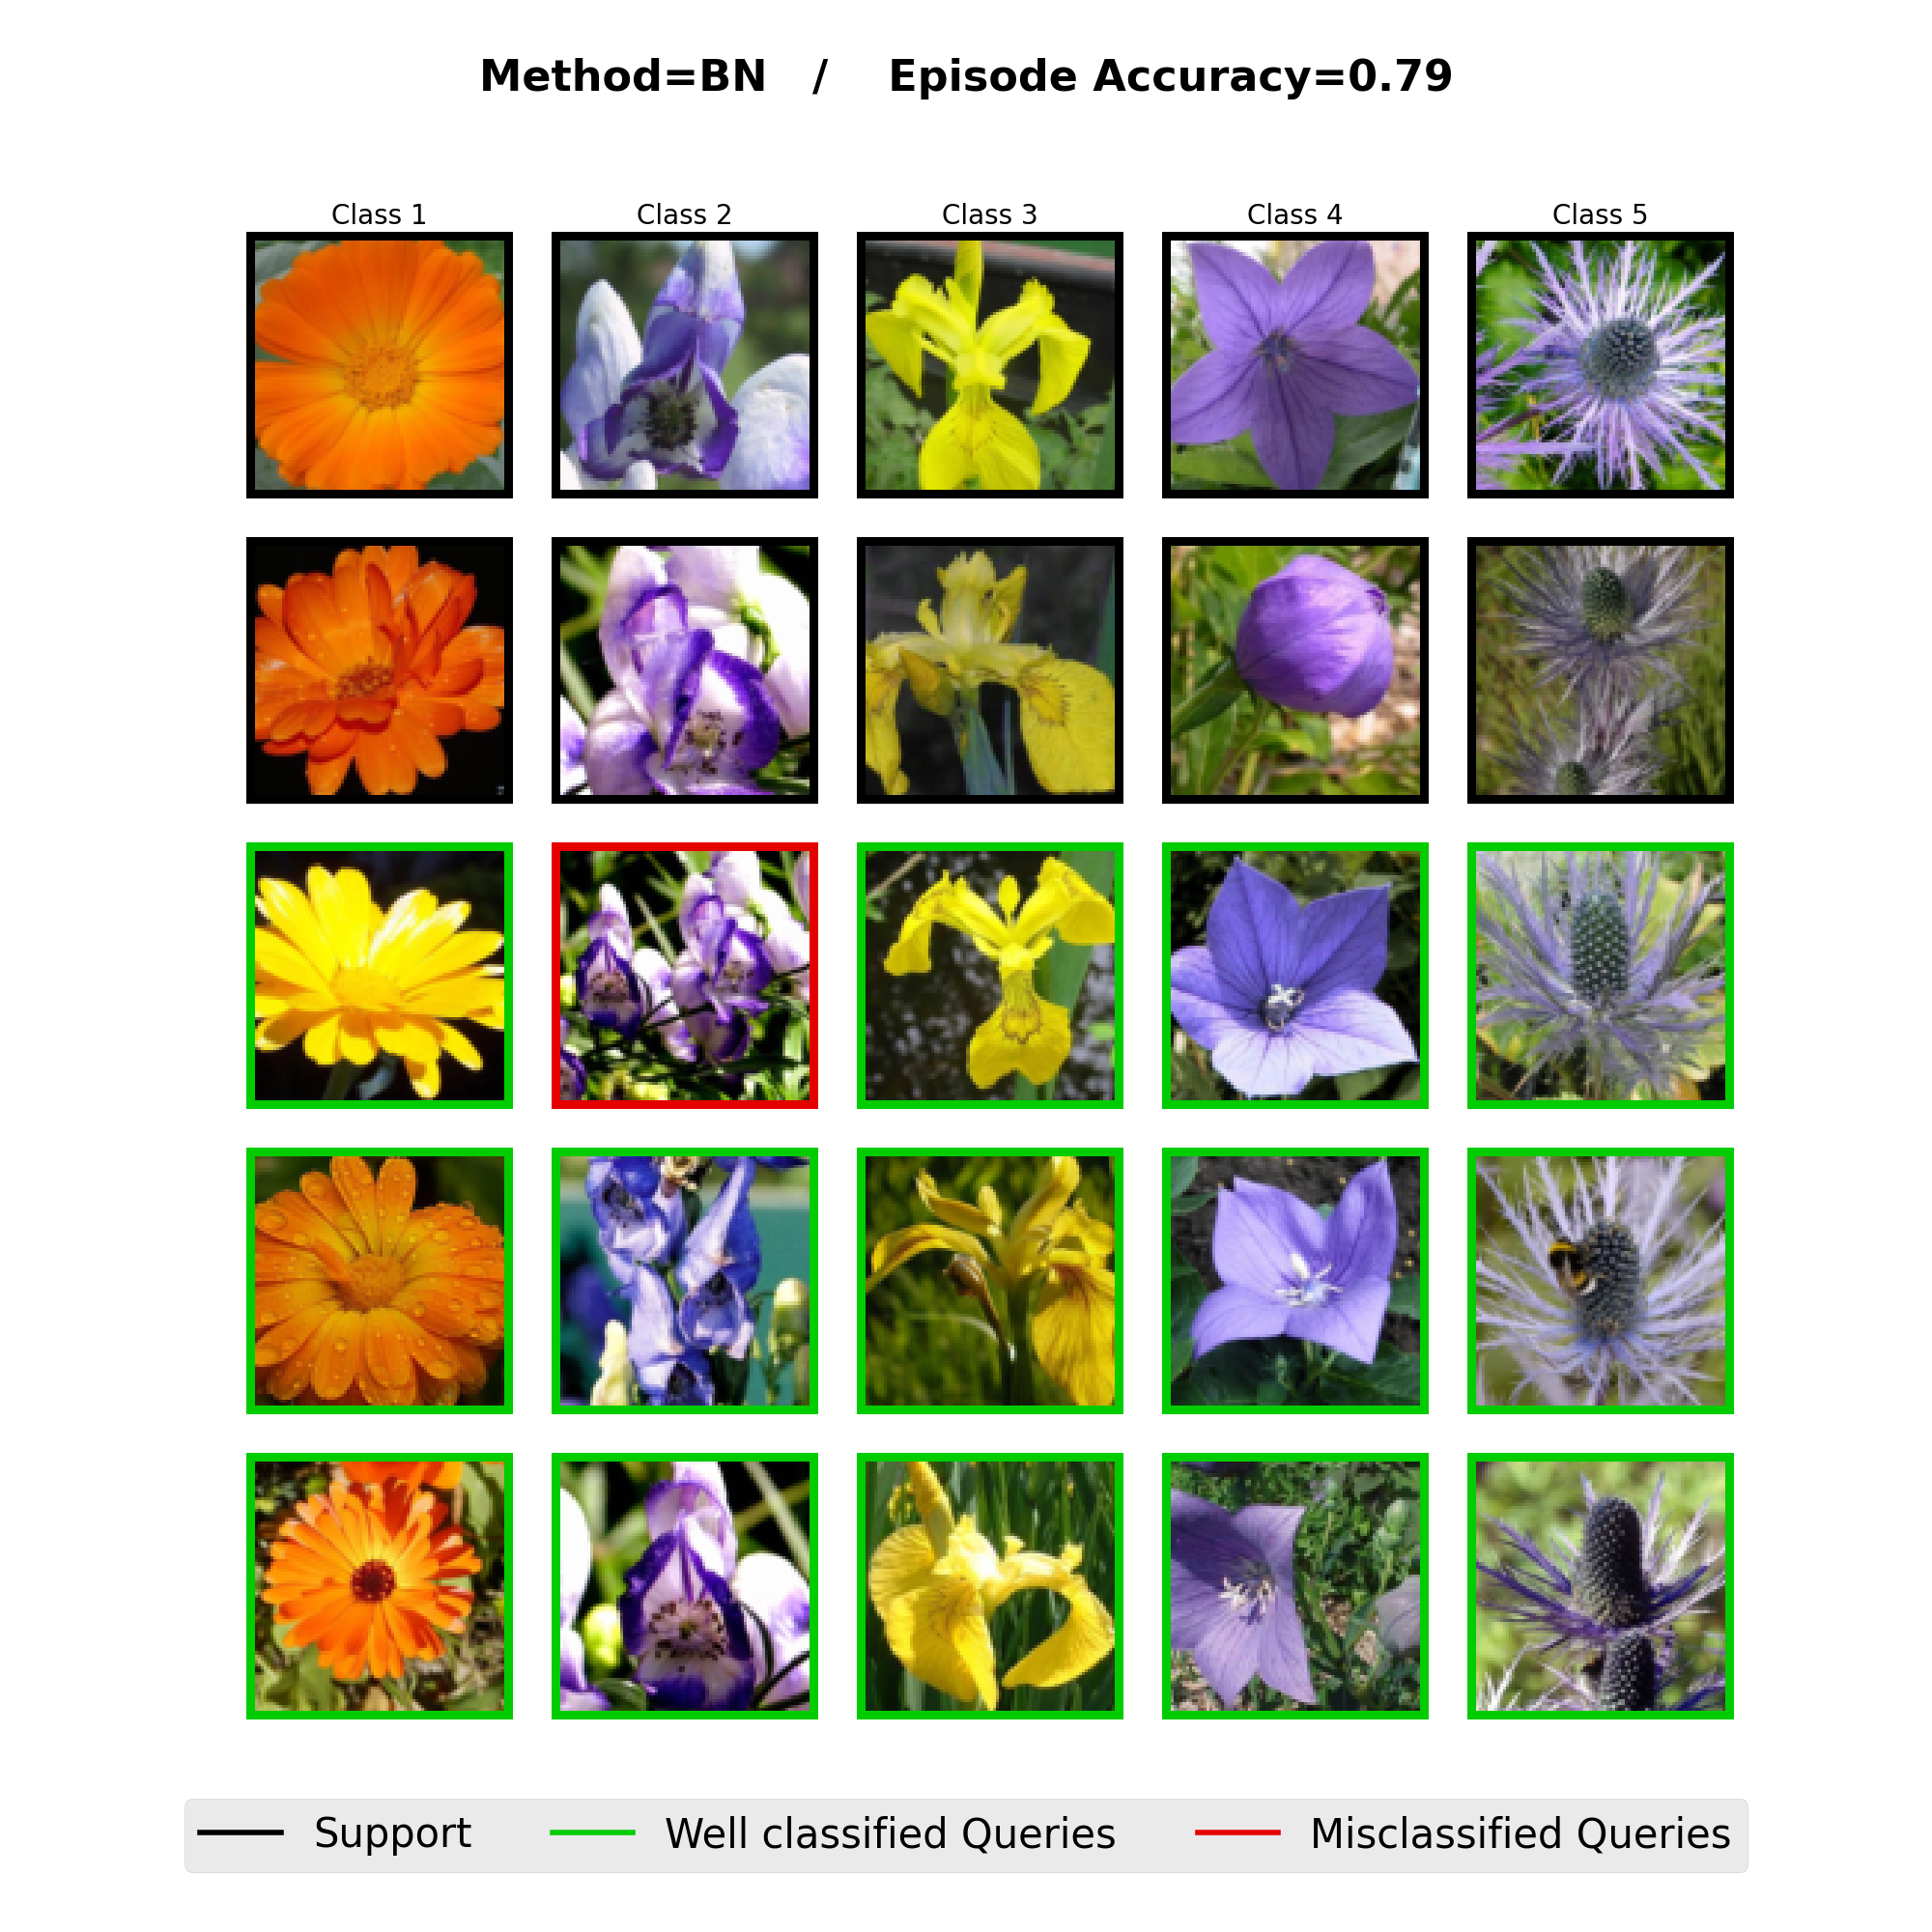 Method=BN / Episode Accuracy=0.79
Class 1 Class 2 Class 3 Class 4 Class 5
Support Well classified Queries Misclassified Queries